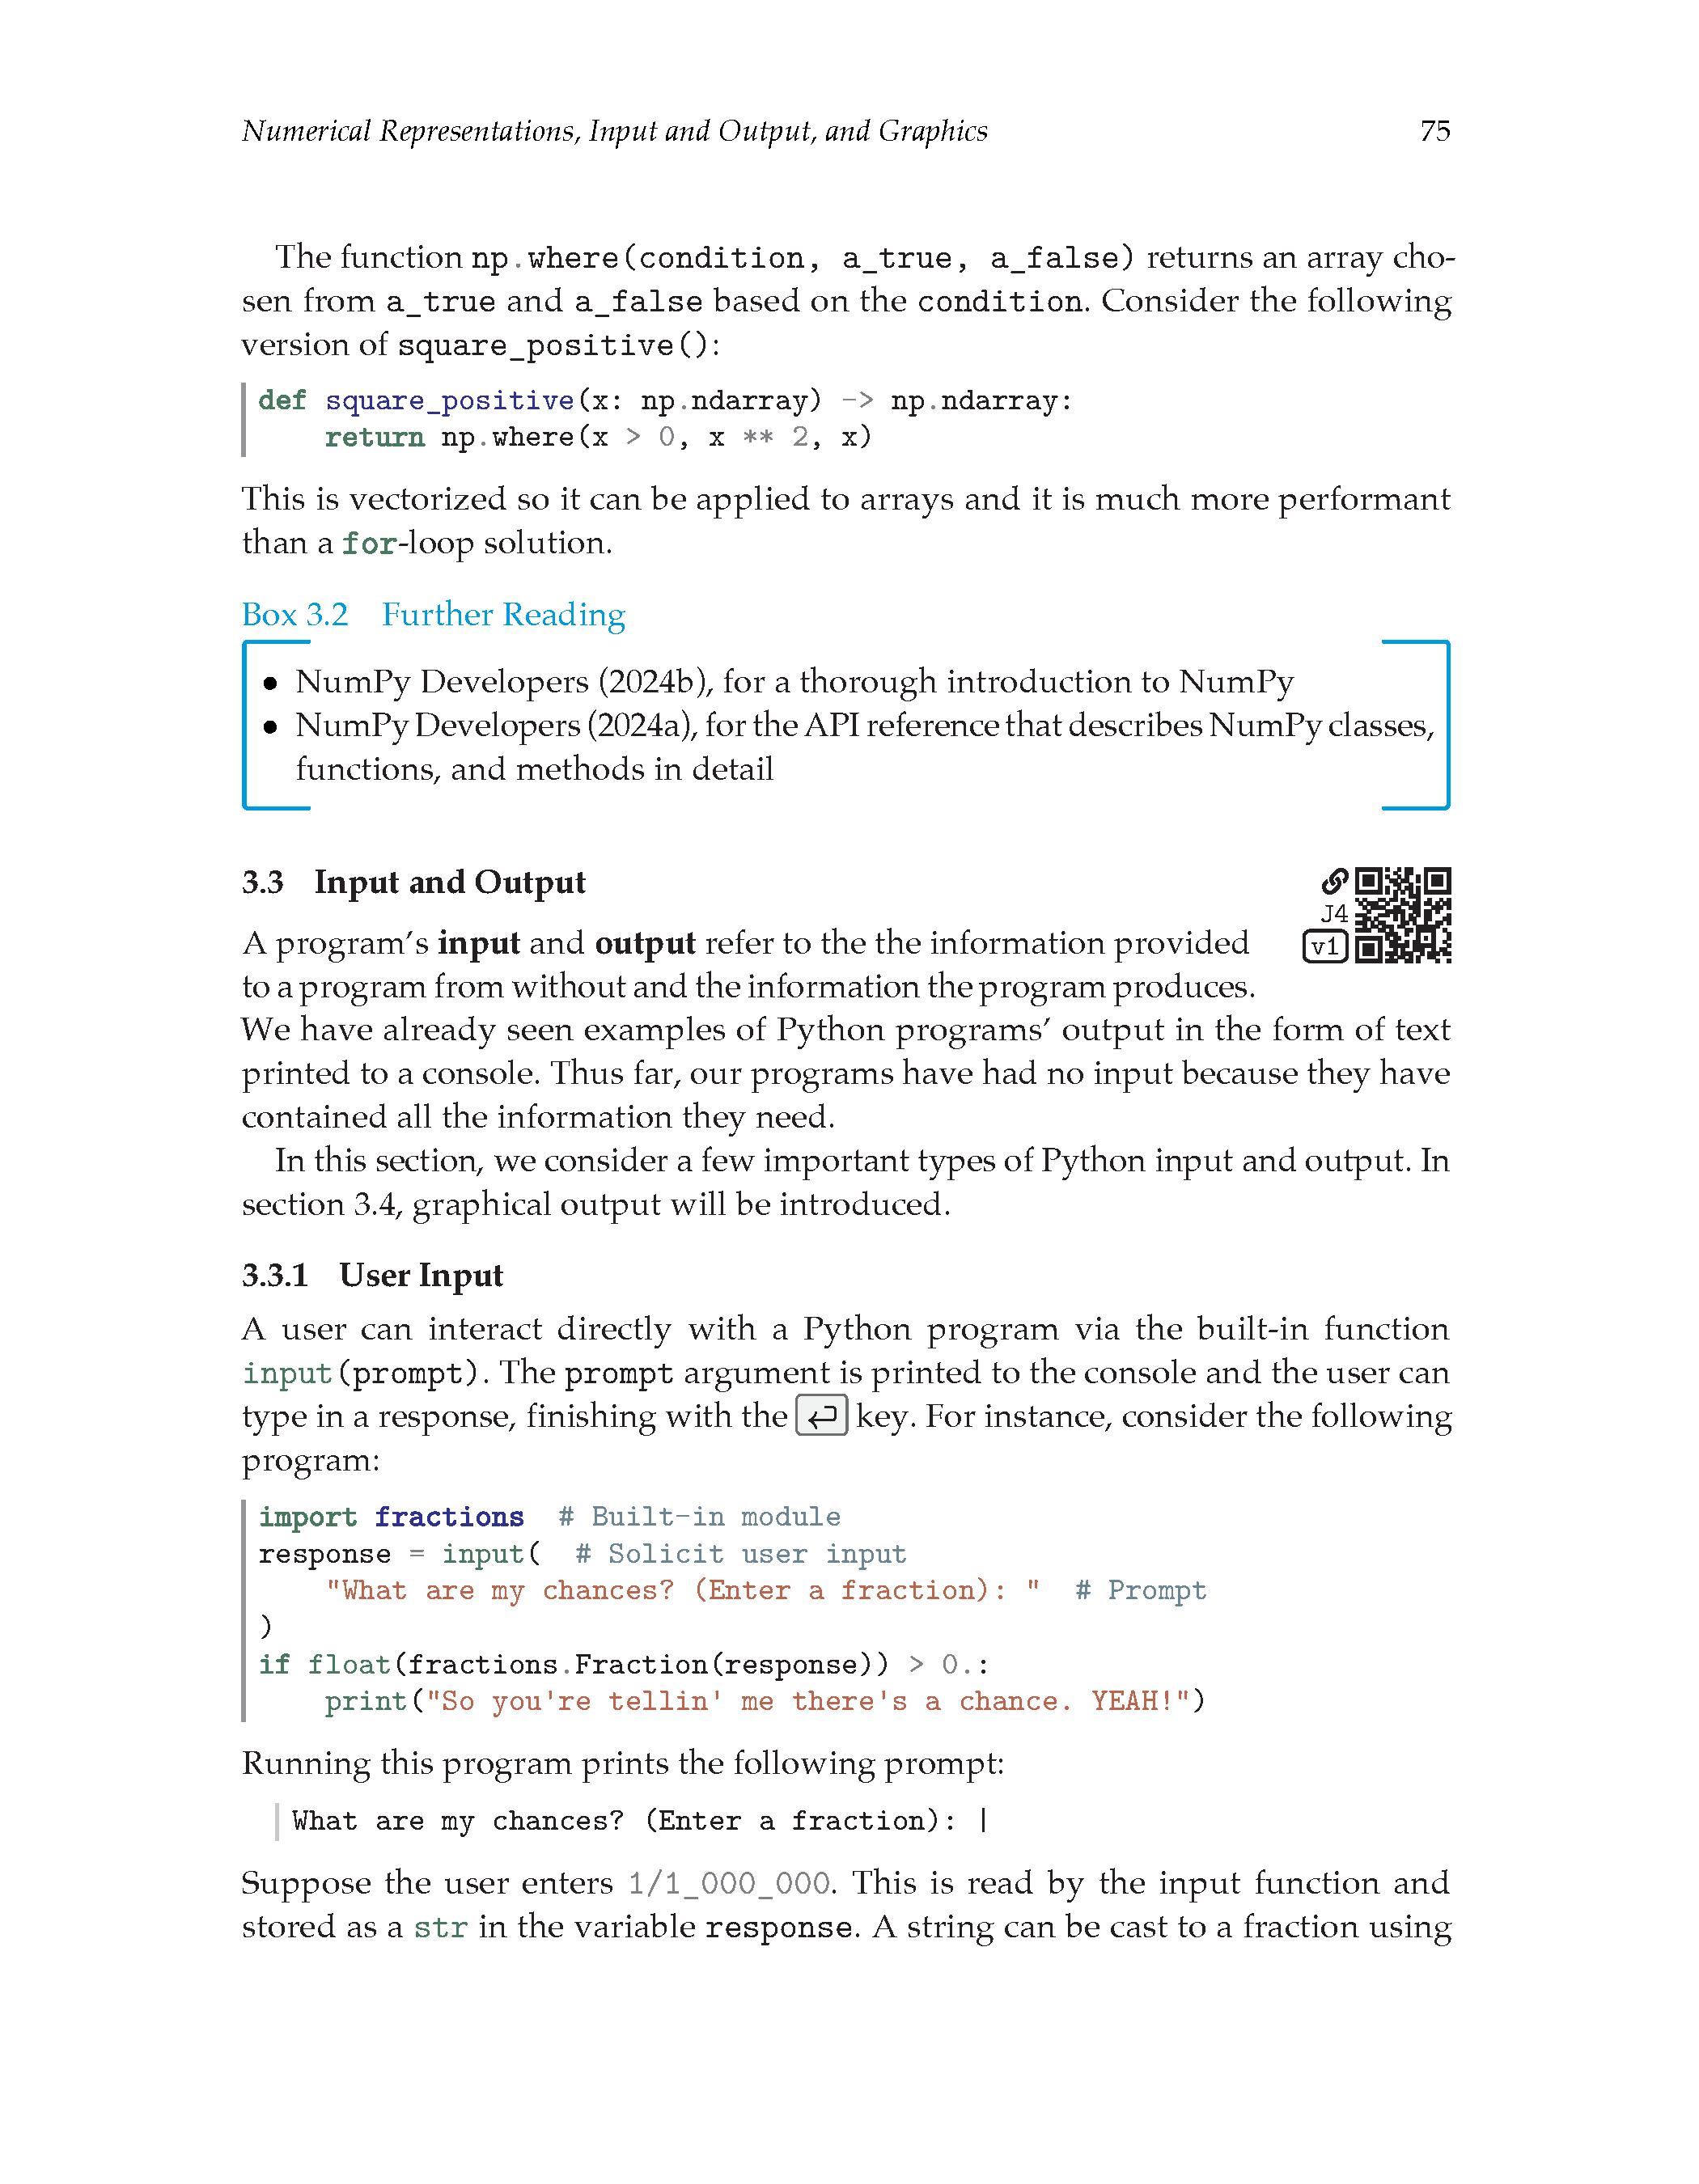 Numerical Representations, Input and Output, and Graphics 75
The function np.where(condition, a_true, a_false) returns an array cho-
sen from a_true and a_false based on the condition. Consider the following
version of square_positive():
def square_positive(x: np.ndarray) -> np.ndarray:
    return np.where(x > 0, x ** 2, x)
This is vectorized so it can be applied to arrays and it is much more performant
than a for-loop solution.
Box 3.2 Further Reading
• NumPy Developers (2024b), for a thorough introduction to NumPy
• NumPy Developers (2024a), for the API reference that describes NumPy classes,
functions, and methods in detail
3.3 Input and Output
J4
v1
A program's input and output refer to the the information provided
to a program from without and the information the program produces.
We have already seen examples of Python programs' output in the form of text
printed to a console. Thus far, our programs have had no input because they have
contained all the information they need.
In this section, we consider a few important types of Python input and output. In
section 3.4, graphical output will be introduced.
3.3.1 User Input
A user can interact directly with a Python program via the built-in function
input(prompt). The prompt argument is printed to the console and the user can
type in a response, finishing with the ↩ key. For instance, consider the following
program:
import fractions  # Built-in module
response = input(  # Solicit user input
    "What are my chances? (Enter a fraction): "  # Prompt
)
if float(fractions.Fraction(response)) > 0.:
    print("So you're tellin' me there's a chance. YEAH!")
Running this program prints the following prompt:
What are my chances? (Enter a fraction): |
Suppose the user enters 1/1_000_000. This is read by the input function and
stored as a str in the variable response. A string can be cast to a fraction using